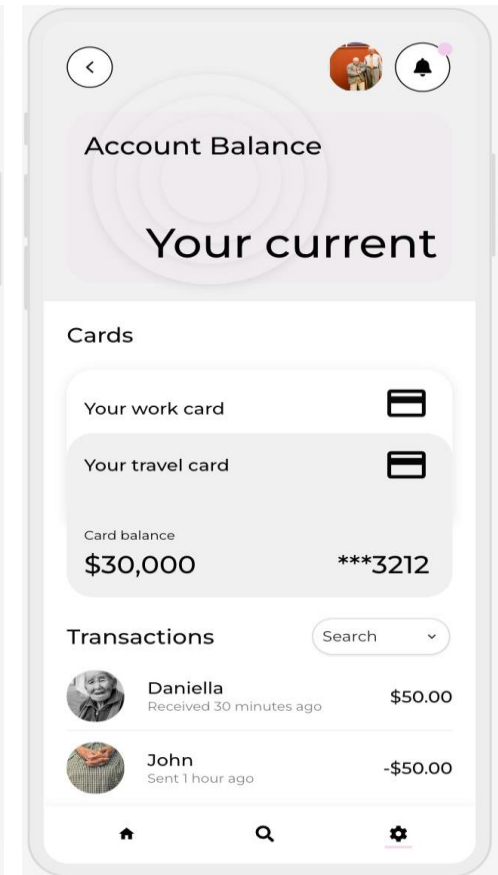 Account Balance
Your current
Cards
Your work card
Your travel card
Card balance
$30,000 ***3212
Transactions Search
Daniella $50.00
Received 30 minutes ago
John -$50.00
Sent 1 hour ago